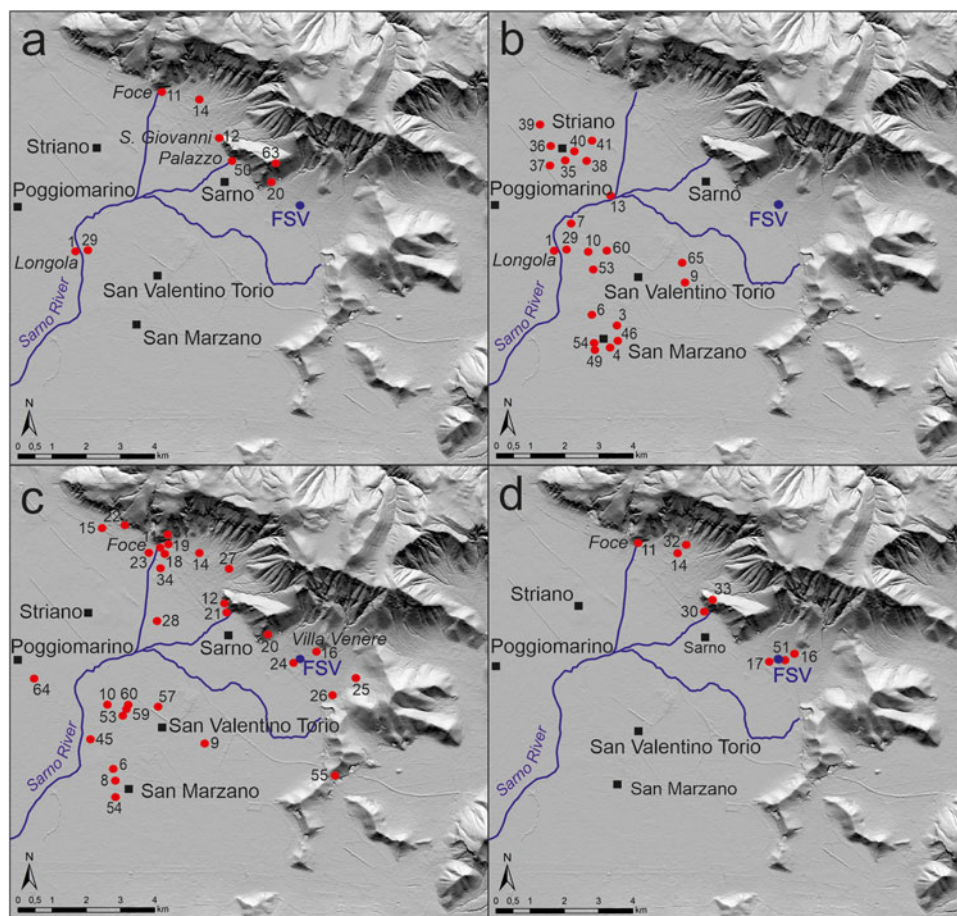 a
Foce
11
14
S. Giovanni
12
Striano
Palazzo
50
63
Sarno
20
Poggiomarino
FSV
1
29
Longola
San Valentino Torio
Sarno River
San Marzano
N
0 0,5 1 2 3 4
km
b
39
Striano
36
40
41
37
35
38
Poggiomarino
13
Sarno
FSV
7
1
29
10
60
Longola
53
65
9
San Valentino Torio
6
3
Sarno River
46
54
San Marzano
49
4
N
0 0,5 1 2 3 4
km
c
15
22
Foce
19
23
18
14
34
27
Striano
12
21
28
Sarno
20
Villa Venere
Poggiomarino
16
24
FSV
64
25
26
10
60
57
53
59
San Valentino Torio
45
9
Sarno River
6
8
55
San Marzano
54
N
0 0,5 1 2 3 4
km
d
Foce
11
32
14
Striano
33
30
Sarno
Poggiomarino
51
16
17
FSV
San Valentino Torio
Sarno River
San Marzano
N
0 0,5 1 2 3 4
km